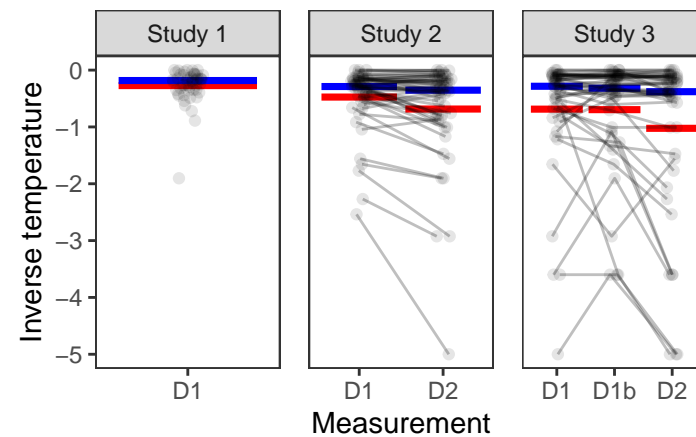 Study 1
Study 2
Study 3
Inverse temperature
0
−1
−2
−3
−4
−5
D1
D1
D2
D1
D1b
D2
Measurement